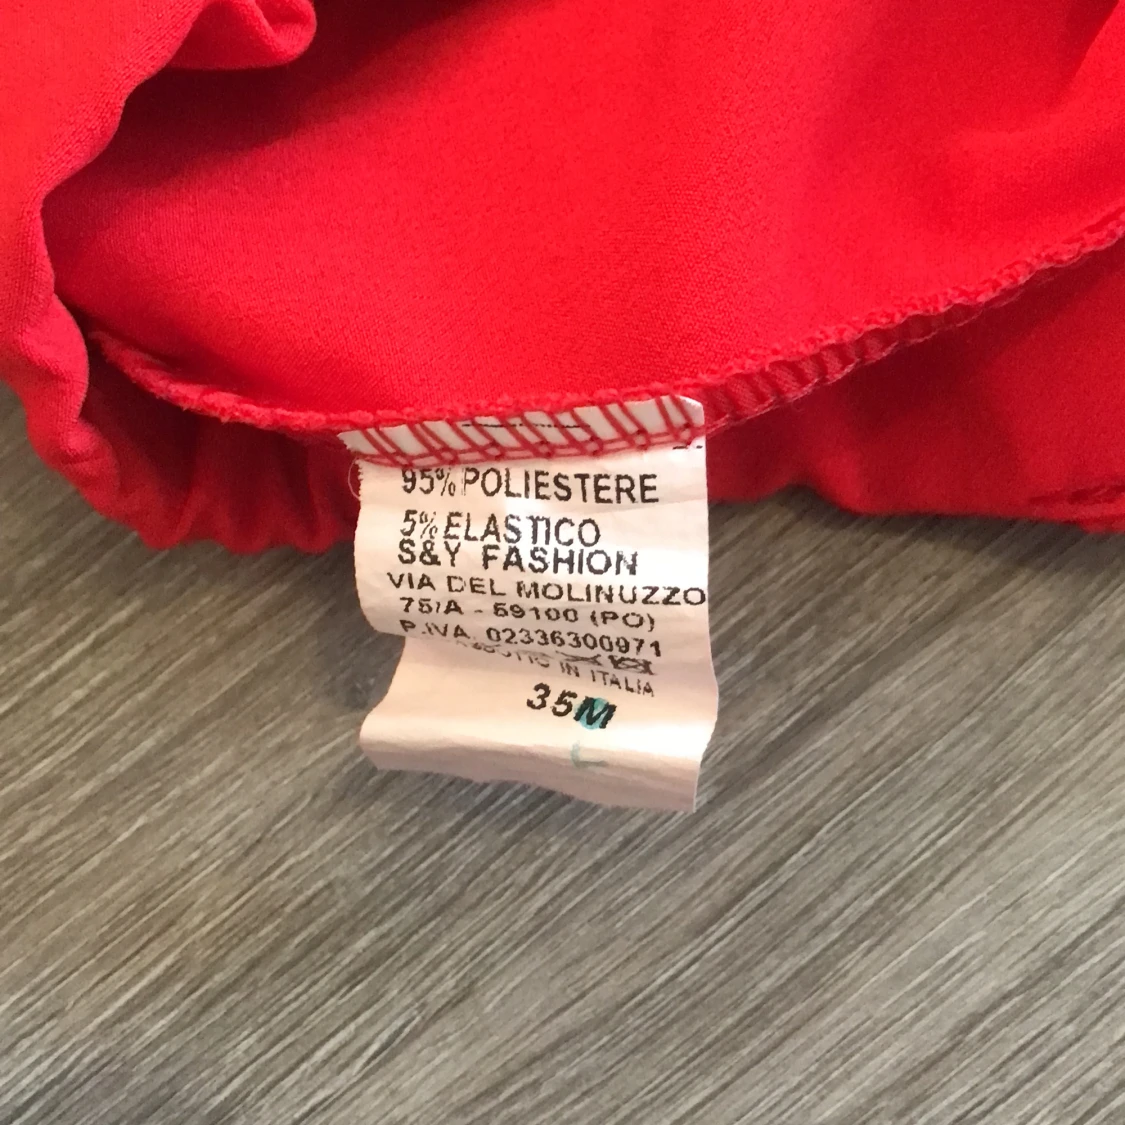 95% POLIESTERE
5% ELASTICO
S&Y FASHION
VIA DEL MOLINUZZO
75/A - 59100 (PO)
P.IVA. 02336300971
IN ITALIA
35M